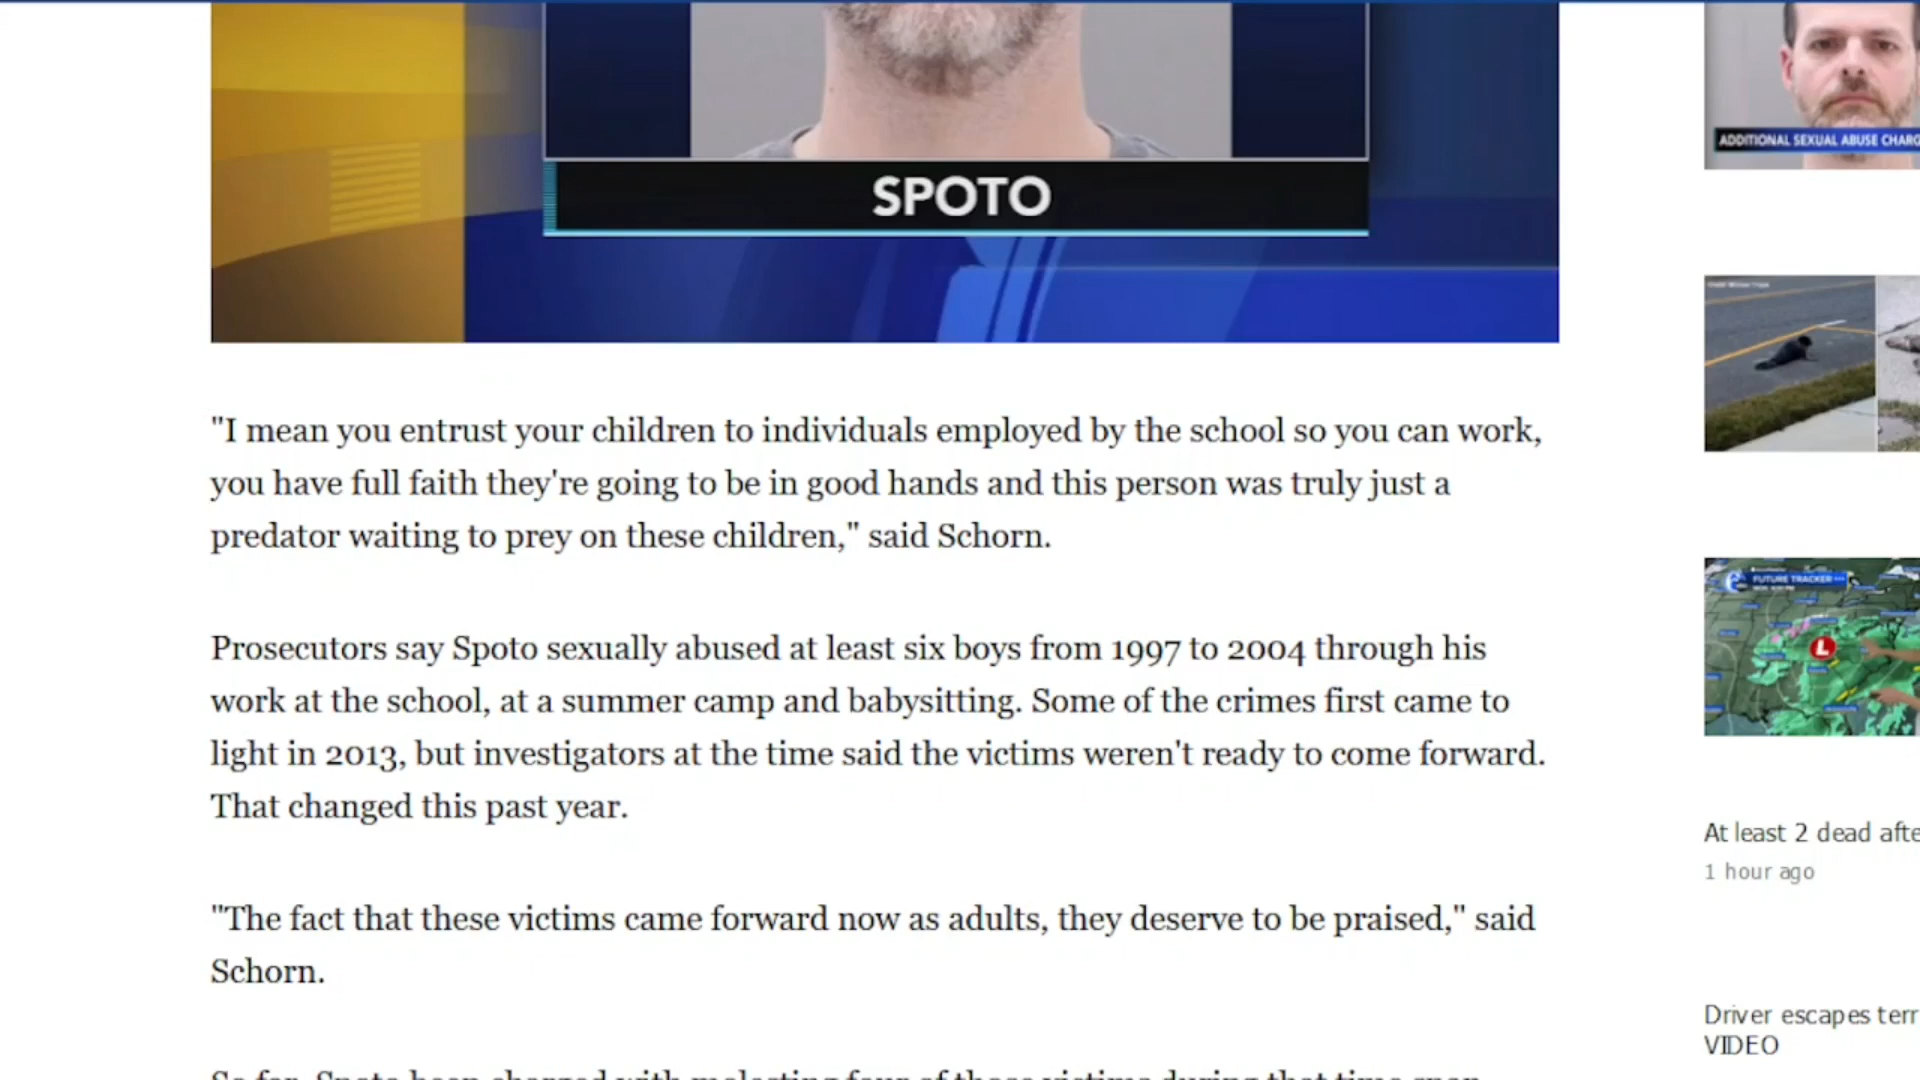 SPOTO
"I mean you entrust your children to individuals employed by the school so you can work,
you have full faith they're going to be in good hands and this person was truly just a
predator waiting to prey on these children," said Schorn.
Prosecutors say Spoto sexually abused at least six boys from 1997 to 2004 through his
work at the school, at a summer camp and babysitting. Some of the crimes first came to
light in 2013, but investigators at the time said the victims weren't ready to come forward.
That changed this past year.
"The fact that these victims came forward now as adults, they deserve to be praised," said
Schorn.
ADDITIONAL SEXUAL ABUSE CHARG
FUTURE TRACKER
L
At least 2 dead afte
1 hour ago
Driver escapes terr
VIDEO